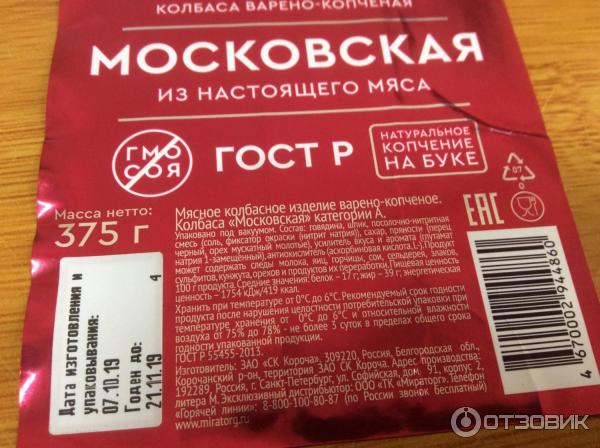 КОЛБАСА ВАРЕНО-КОПЧЕНАЯ
МОСКОВСКАЯ
ИЗ НАСТОЯЩЕГО МЯСА
ГМО
СОЯ
ГОСТ Р
НАТУРАЛЬНОЕ
КОПЧЕНИЕ
НА БУКЕ
07
Масса нетто:
375 г
EAC
Мясное колбасное изделие варено-копченое.
Колбаса «Московская» категории А.
Упаковано под вакуумом. Состав: говядина, шпик, посолочно-нитритная
смесь (соль, фиксатор окраски (нитрит натрия)), сахар, пряности (перец
черный, орех мускатный молотые), усилитель вкуса и аромата (глутамат
натрия 1-замещённый), антиокислитель (аскорбиновая кислота, L-). Продукт
может содержать следы молока, яиц, горчицы, сои, сельдерея, злаков,
сульфитов, кунжута, орехов и продуктов их переработки. Пищевая ценность
100 г продукта. Средние значения: белок – 17 г; жир – 39 г; энергетическая
ценность – 1754 кДж/419 ккал.
Хранить при температуре от 0°С до 6°С. Рекомендуемый срок годности
продукта после нарушения целостности потребительской упаковки при
температуре хранения от 0°С до 6°С и относительной влажности
воздуха от 75% до 78% - не более 3 суток в пределах общего срока
годности упакованной продукции.
ГОСТ Р 55455-2013.
Изготовитель: ЗАО «СК Короча», 309220, Россия, Белгородская обл.,
Корочанский р-он, территория ЗАО СК Короча. Адрес производства:
192289, Россия, г. Санкт-Петербург, ул. Софийская, дом 91, корпус 2,
литера М. Эксклюзивный дистрибьютор: ООО «ТК «Мираторг». Телефон
«Горячей линии»: 8-800-100-80-87 (по России звонок бесплатный)
www.miratorg.ru
Дата изготовления и
упаковывания: 4
07.10.19
Годен до:
21.11.19
4 670002 944860
ОТЗОВИК